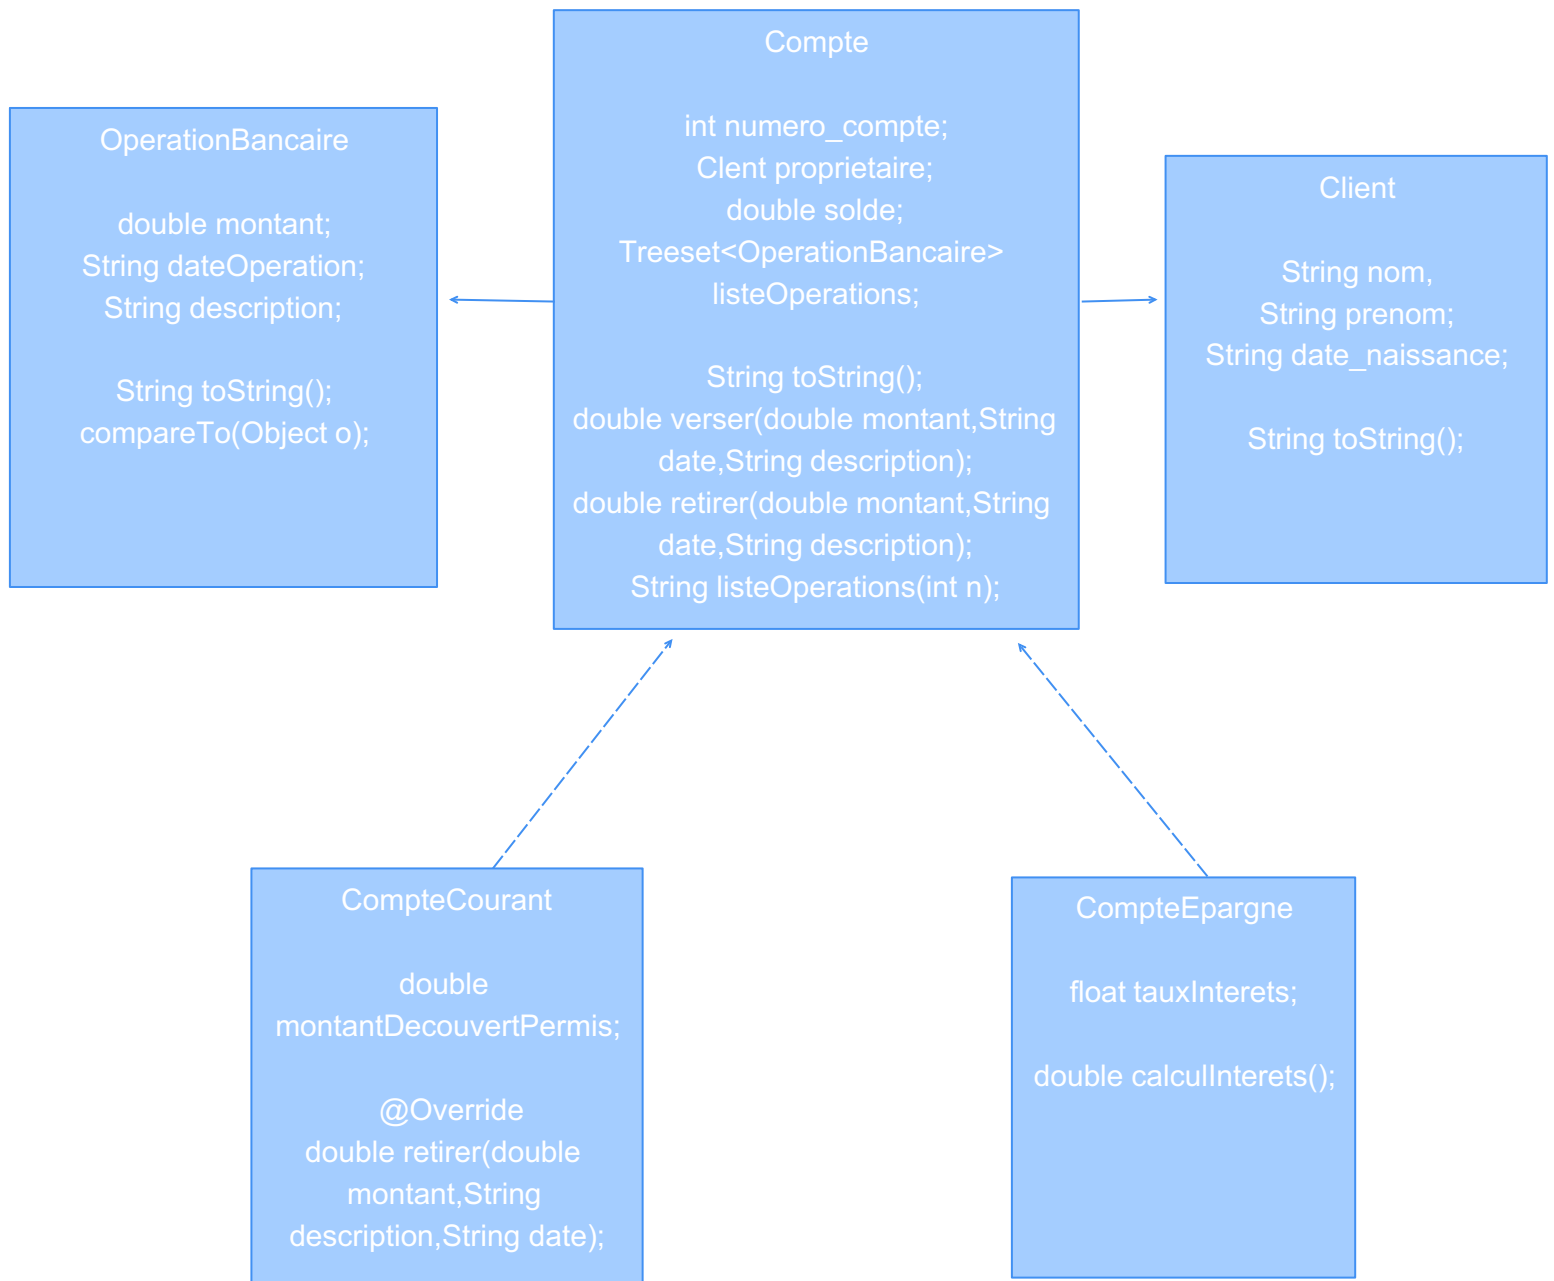 Compte
int numero_compte;
Clent proprietaire;
double solde;
Treeset<OperationBancaire>
listeOperations;
String toString();
double verser(double montant,String
date,String description);
double retirer(double montant,String
date,String description);
String listeOperations(int n);
OperationBancaire
double montant;
String dateOperation;
String description;
String toString();
compareTo(Object o);
Client
String nom,
String prenom;
String date_naissance;
String toString();
CompteCourant
double
montantDecouvertPermis;
@Override
double retirer(double
montant,String
description,String date);
CompteEpargne
float tauxInterets;
double calculInterets();